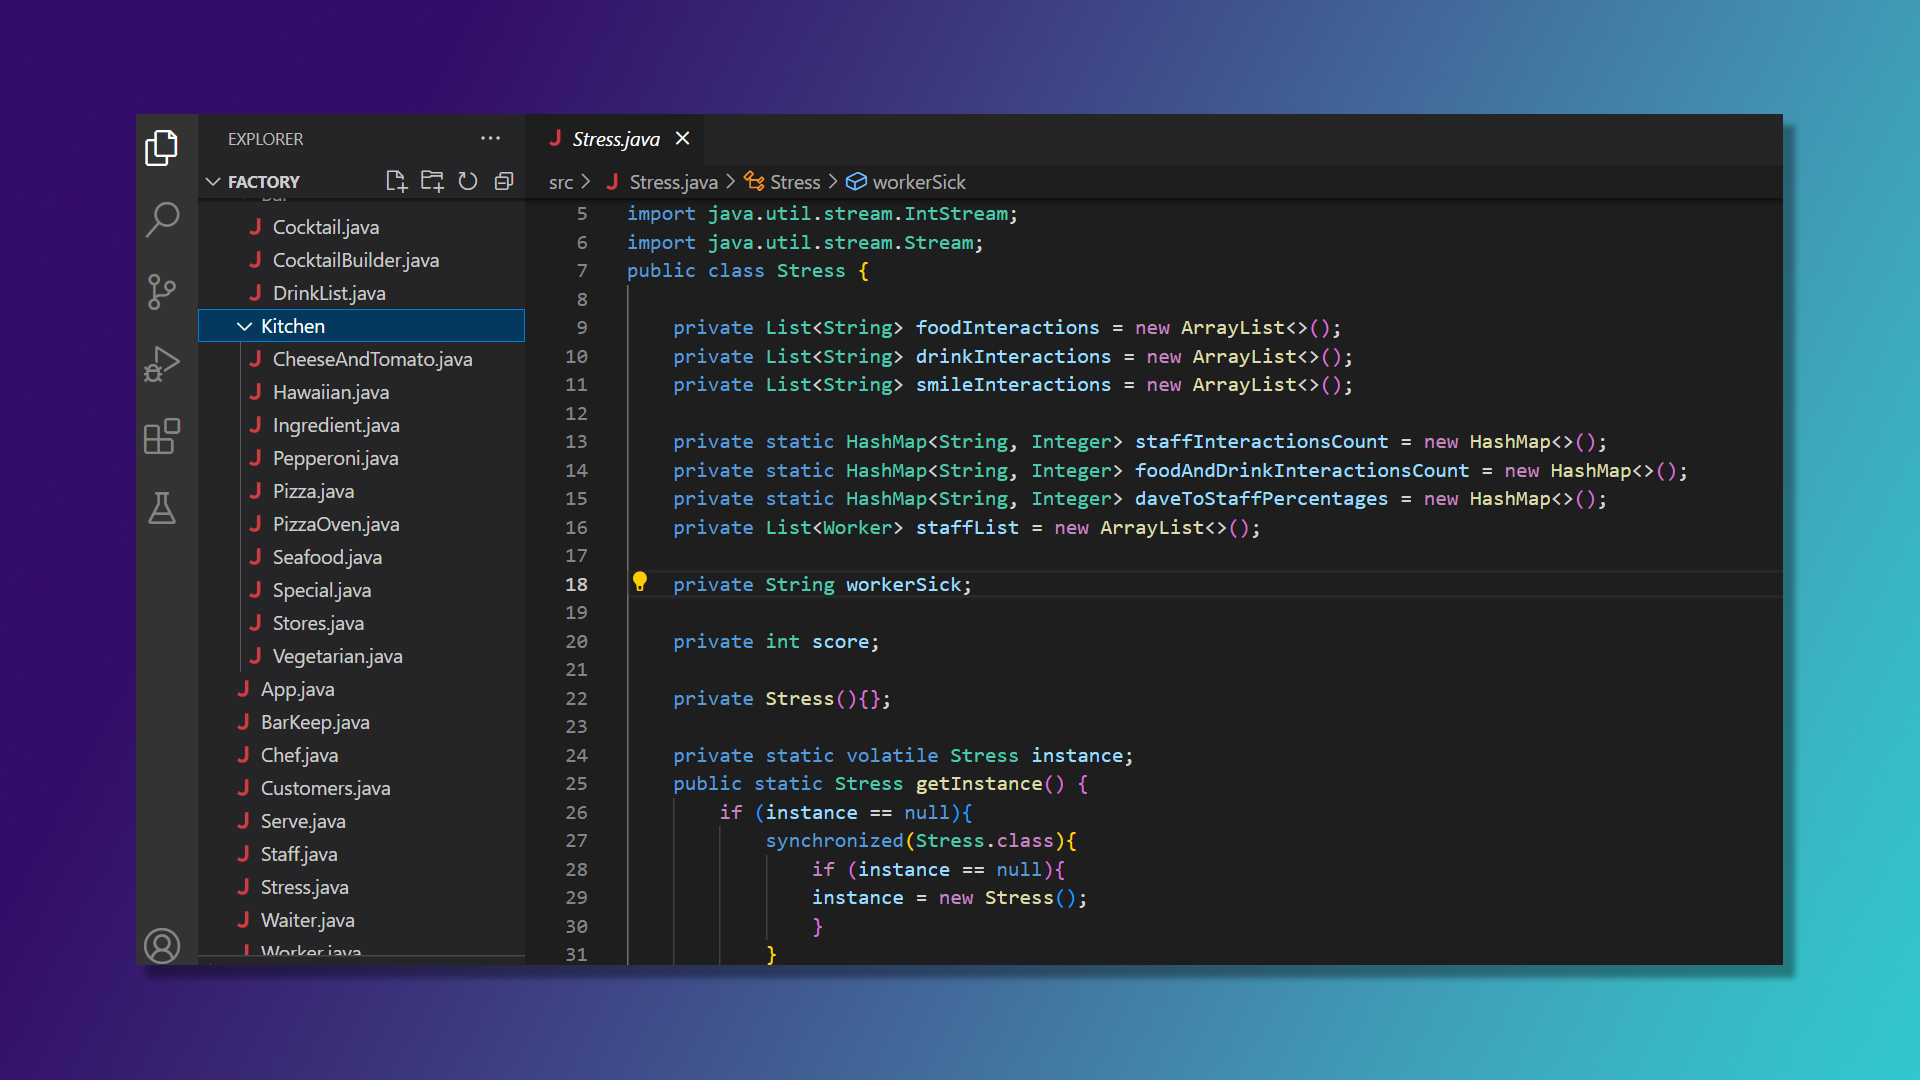 EXPLORER
FACTORY
Bar
Cocktail.java
CocktailBuilder.java
DrinkList.java
Kitchen
CheeseAndTomato.java
Hawaiian.java
Ingredient.java
Pepperoni.java
Pizza.java
PizzaOven.java
Seafood.java
Special.java
Stores.java
Vegetarian.java
App.java
BarKeep.java
Chef.java
Customers.java
Serve.java
Staff.java
Stress.java
Waiter.java
Worker.java
Stress.java
src > Stress.java > Stress > workerSick
5 import java.util.stream.IntStream;
6 import java.util.stream.Stream;
7 public class Stress {
8
9 private List<String> foodInteractions = new ArrayList<>();
10 private List<String> drinkInteractions = new ArrayList<>();
11 private List<String> smileInteractions = new ArrayList<>();
12
13 private static HashMap<String, Integer> staffInteractionsCount = new HashMap<>();
14 private static HashMap<String, Integer> foodAndDrinkInteractionsCount = new HashMap<>();
15 private static HashMap<String, Integer> daveToStaffPercentages = new HashMap<>();
16 private List<Worker> staffList = new ArrayList<>();
17
18 private String workerSick;
19
20 private int score;
21
22 private Stress(){};
23
24 private static volatile Stress instance;
25 public static Stress getInstance() {
26 if (instance == null){
27 synchronized(Stress.class){
28 if (instance == null){
29 instance = new Stress();
30 }
31 }